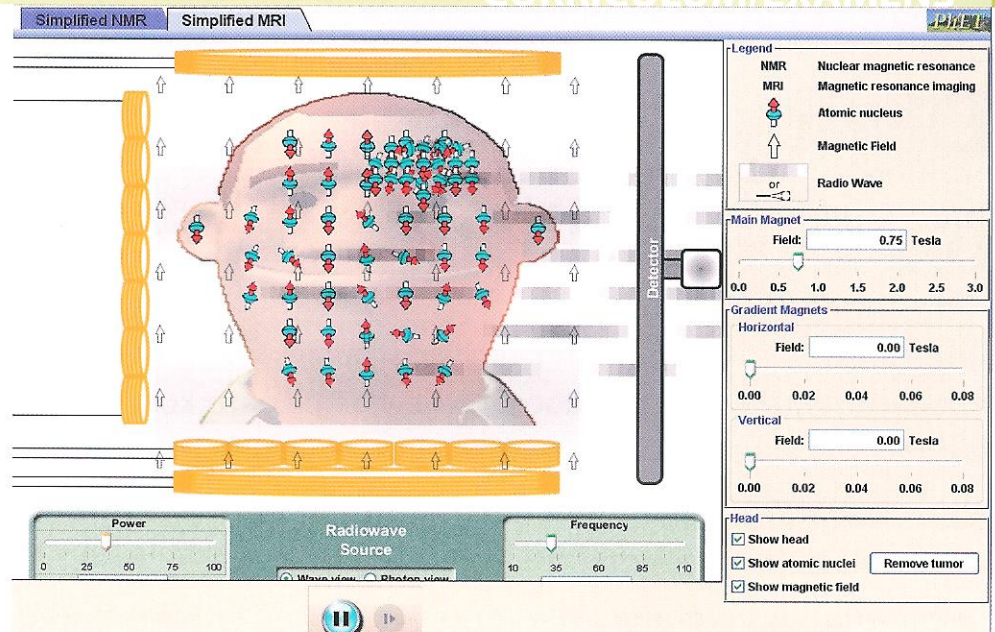 Simplified NMR
Simplified MRI
PhET
Legend
NMR Nuclear magnetic resonance
MRI Magnetic resonance imaging
Atomic nucleus
Magnetic Field
or
Radio Wave
Main Magnet
Field: 0.75 Tesla
0.0 0.5 1.0 1.5 2.0 2.5 3.0
Gradient Magnets
Horizontal
Field: 0.00 Tesla
0.00 0.02 0.04 0.06 0.08
Vertical
Field: 0.00 Tesla
0.00 0.02 0.04 0.06 0.08
Head
Show head
Show atomic nuclei
Remove tumor
Show magnetic field
Detector
Power
0 25 50 75 100
Radiowave
Source
Wave view Photon view
Frequency
10 35 60 85 110